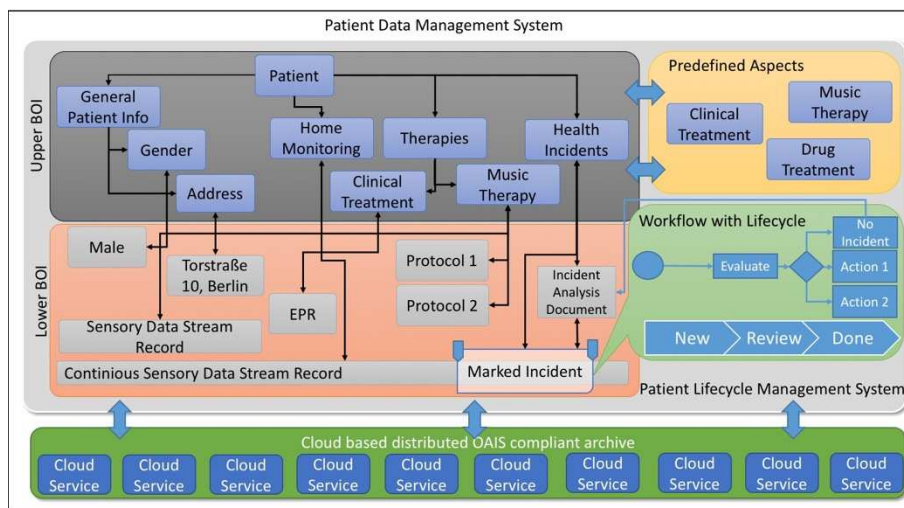 Patient Data Management System
Upper BOI
Patient
General
Patient Info
Gender
Address
Home
Monitoring
Therapies
Clinical
Treatment
Music
Therapy
Health
Incidents
Predefined Aspects
Clinical
Treatment
Music
Therapy
Drug
Treatment
Lower BOI
Male
Torstraße
10, Berlin
EPR
Protocol 1
Protocol 2
Incident
Analysis
Document
Sensory Data Stream
Record
Continious Sensory Data Stream Record
Marked Incident
Workflow with Lifecycle
Evaluate
No
Incident
Action 1
Action 2
New
Review
Done
Patient Lifecycle Management System
Cloud based distributed OAIS compliant archive
Cloud
Service
Cloud
Service
Cloud
Service
Cloud
Service
Cloud
Service
Cloud
Service
Cloud
Service
Cloud
Service
Cloud
Service
Cloud
Service